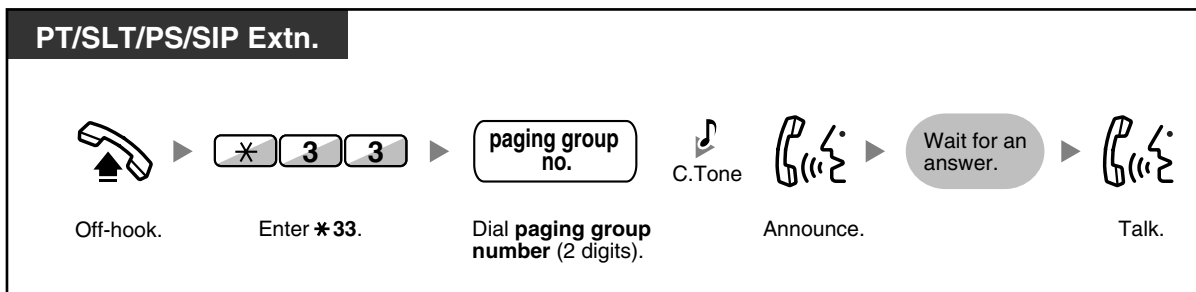 PT/SLT/PS/SIP Extn.
✳ 3 3
paging group
no.
C.Tone
Wait for an
answer.
Off-hook.
Enter ✳33.
Dial paging group
number (2 digits).
Announce.
Talk.